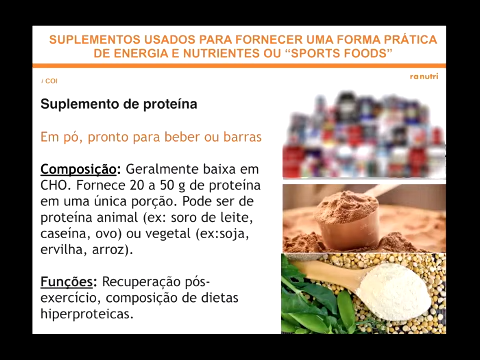 SUPLEMENTOS USADOS PARA FORNECER UMA FORMA PRÁTICA
DE ENERGIA E NUTRIENTES OU “SPORTS FOODS”
/ COI
ranutri
Suplemento de proteína
Em pó, pronto para beber ou barras
Composição: Geralmente baixa em
CHO. Fornece 20 a 50 g de proteína
em uma única porção. Pode ser de
proteína animal (ex: soro de leite,
caseína, ovo) ou vegetal (ex:soja,
ervilha, arroz).
Funções: Recuperação pós-
exercício, composição de dietas
hiperproteicas.